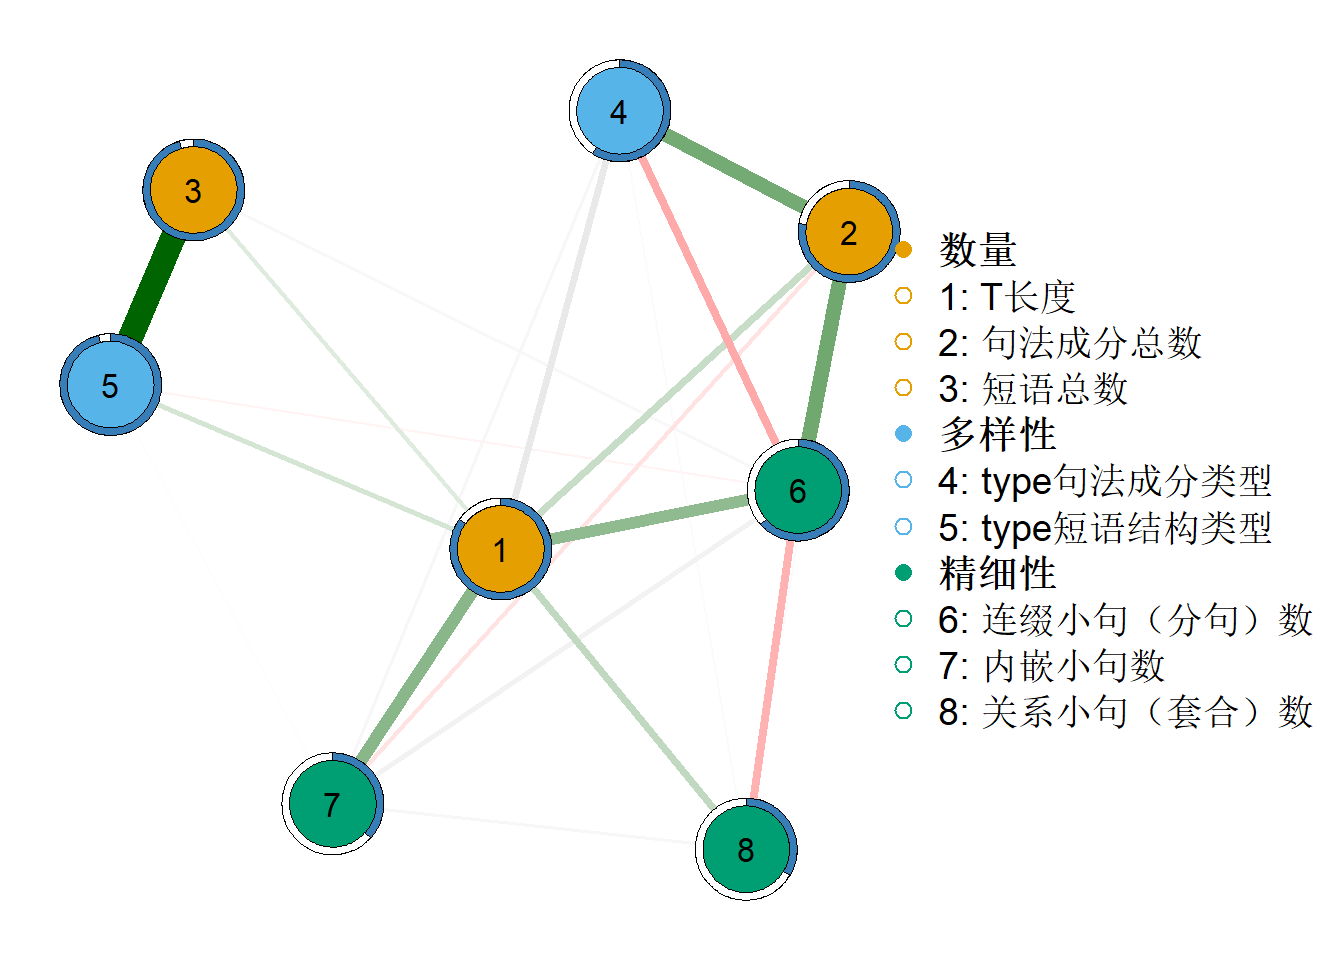 4
3
2
5
6
1
7
8
数量
1: T长度
2: 句法成分总数
3: 短语总数
多样性
4: type句法成分类型
5: type短语结构类型
精细性
6: 连缀小句（分句）数
7: 内嵌小句数
8: 关系小句（套合）数